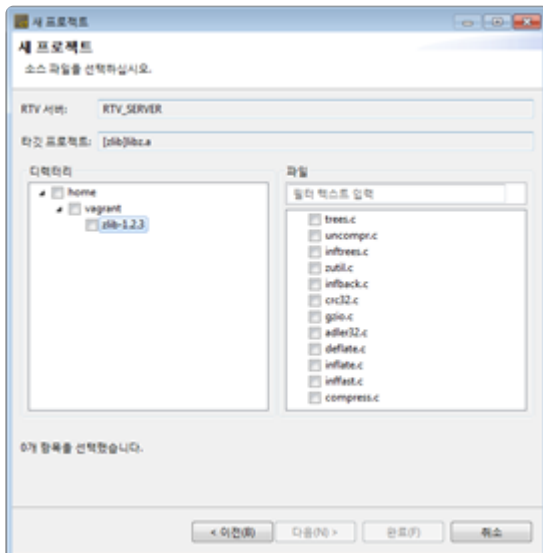 새 프로젝트
새 프로젝트
소스 파일을 선택하십시오.
RTV 서버: RTV_SERVER
타깃 프로젝트: [zlib]libz.a
디렉터리
home
vagrant
zlib-1.2.3
파일
필터 텍스트 입력
trees.c
uncompr.c
inftrees.c
zutil.c
infback.c
crc32.c
gzio.c
adler32.c
deflate.c
inflate.c
inffast.c
compress.c
0개 항목을 선택했습니다.
< 이전(B) 다음(N) > 완료(F) 취소